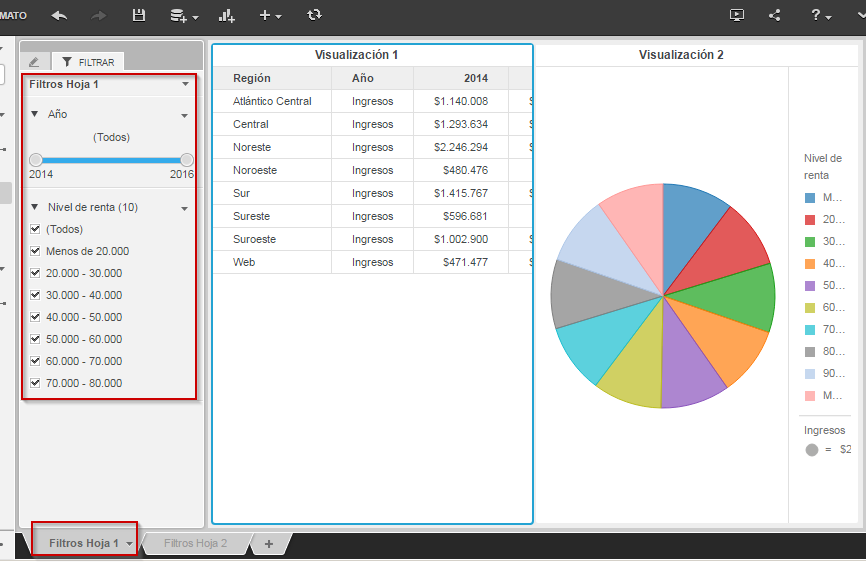 MATO
?
FILTRAR
Filtros Hoja 1
Año
(Todos)
2014 2016
Nivel de renta (10)
(Todos)
Menos de 20.000
20.000 - 30.000
30.000 - 40.000
40.000 - 50.000
50.000 - 60.000
60.000 - 70.000
70.000 - 80.000
Visualización 1
Región Año 2014
Atlántico Central Ingresos $1.140.008 $
Central Ingresos $1.293.634 $
Noreste Ingresos $2.246.294 $
Noroeste Ingresos $480.476
Sur Ingresos $1.415.767 $
Sureste Ingresos $596.681
Suroeste Ingresos $1.002.900 $
Web Ingresos $471.477
Visualización 2
Nivel de
renta
M...
20...
30...
40...
50...
60...
70...
80...
90...
M...
Ingresos
= $2
Filtros Hoja 1 Filtros Hoja 2 +